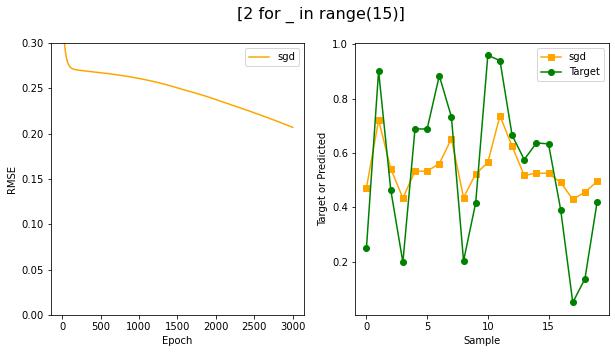 [2 for _ in range(15)]
0.30
0.25
0.20
0.15
0.10
0.05
0.00
RMSE
0 500 1000 1500 2000 2500 3000
Epoch
sgd
1.0
0.8
0.6
0.4
0.2
Target or Predicted
0 5 10 15
Sample
sgd
Target